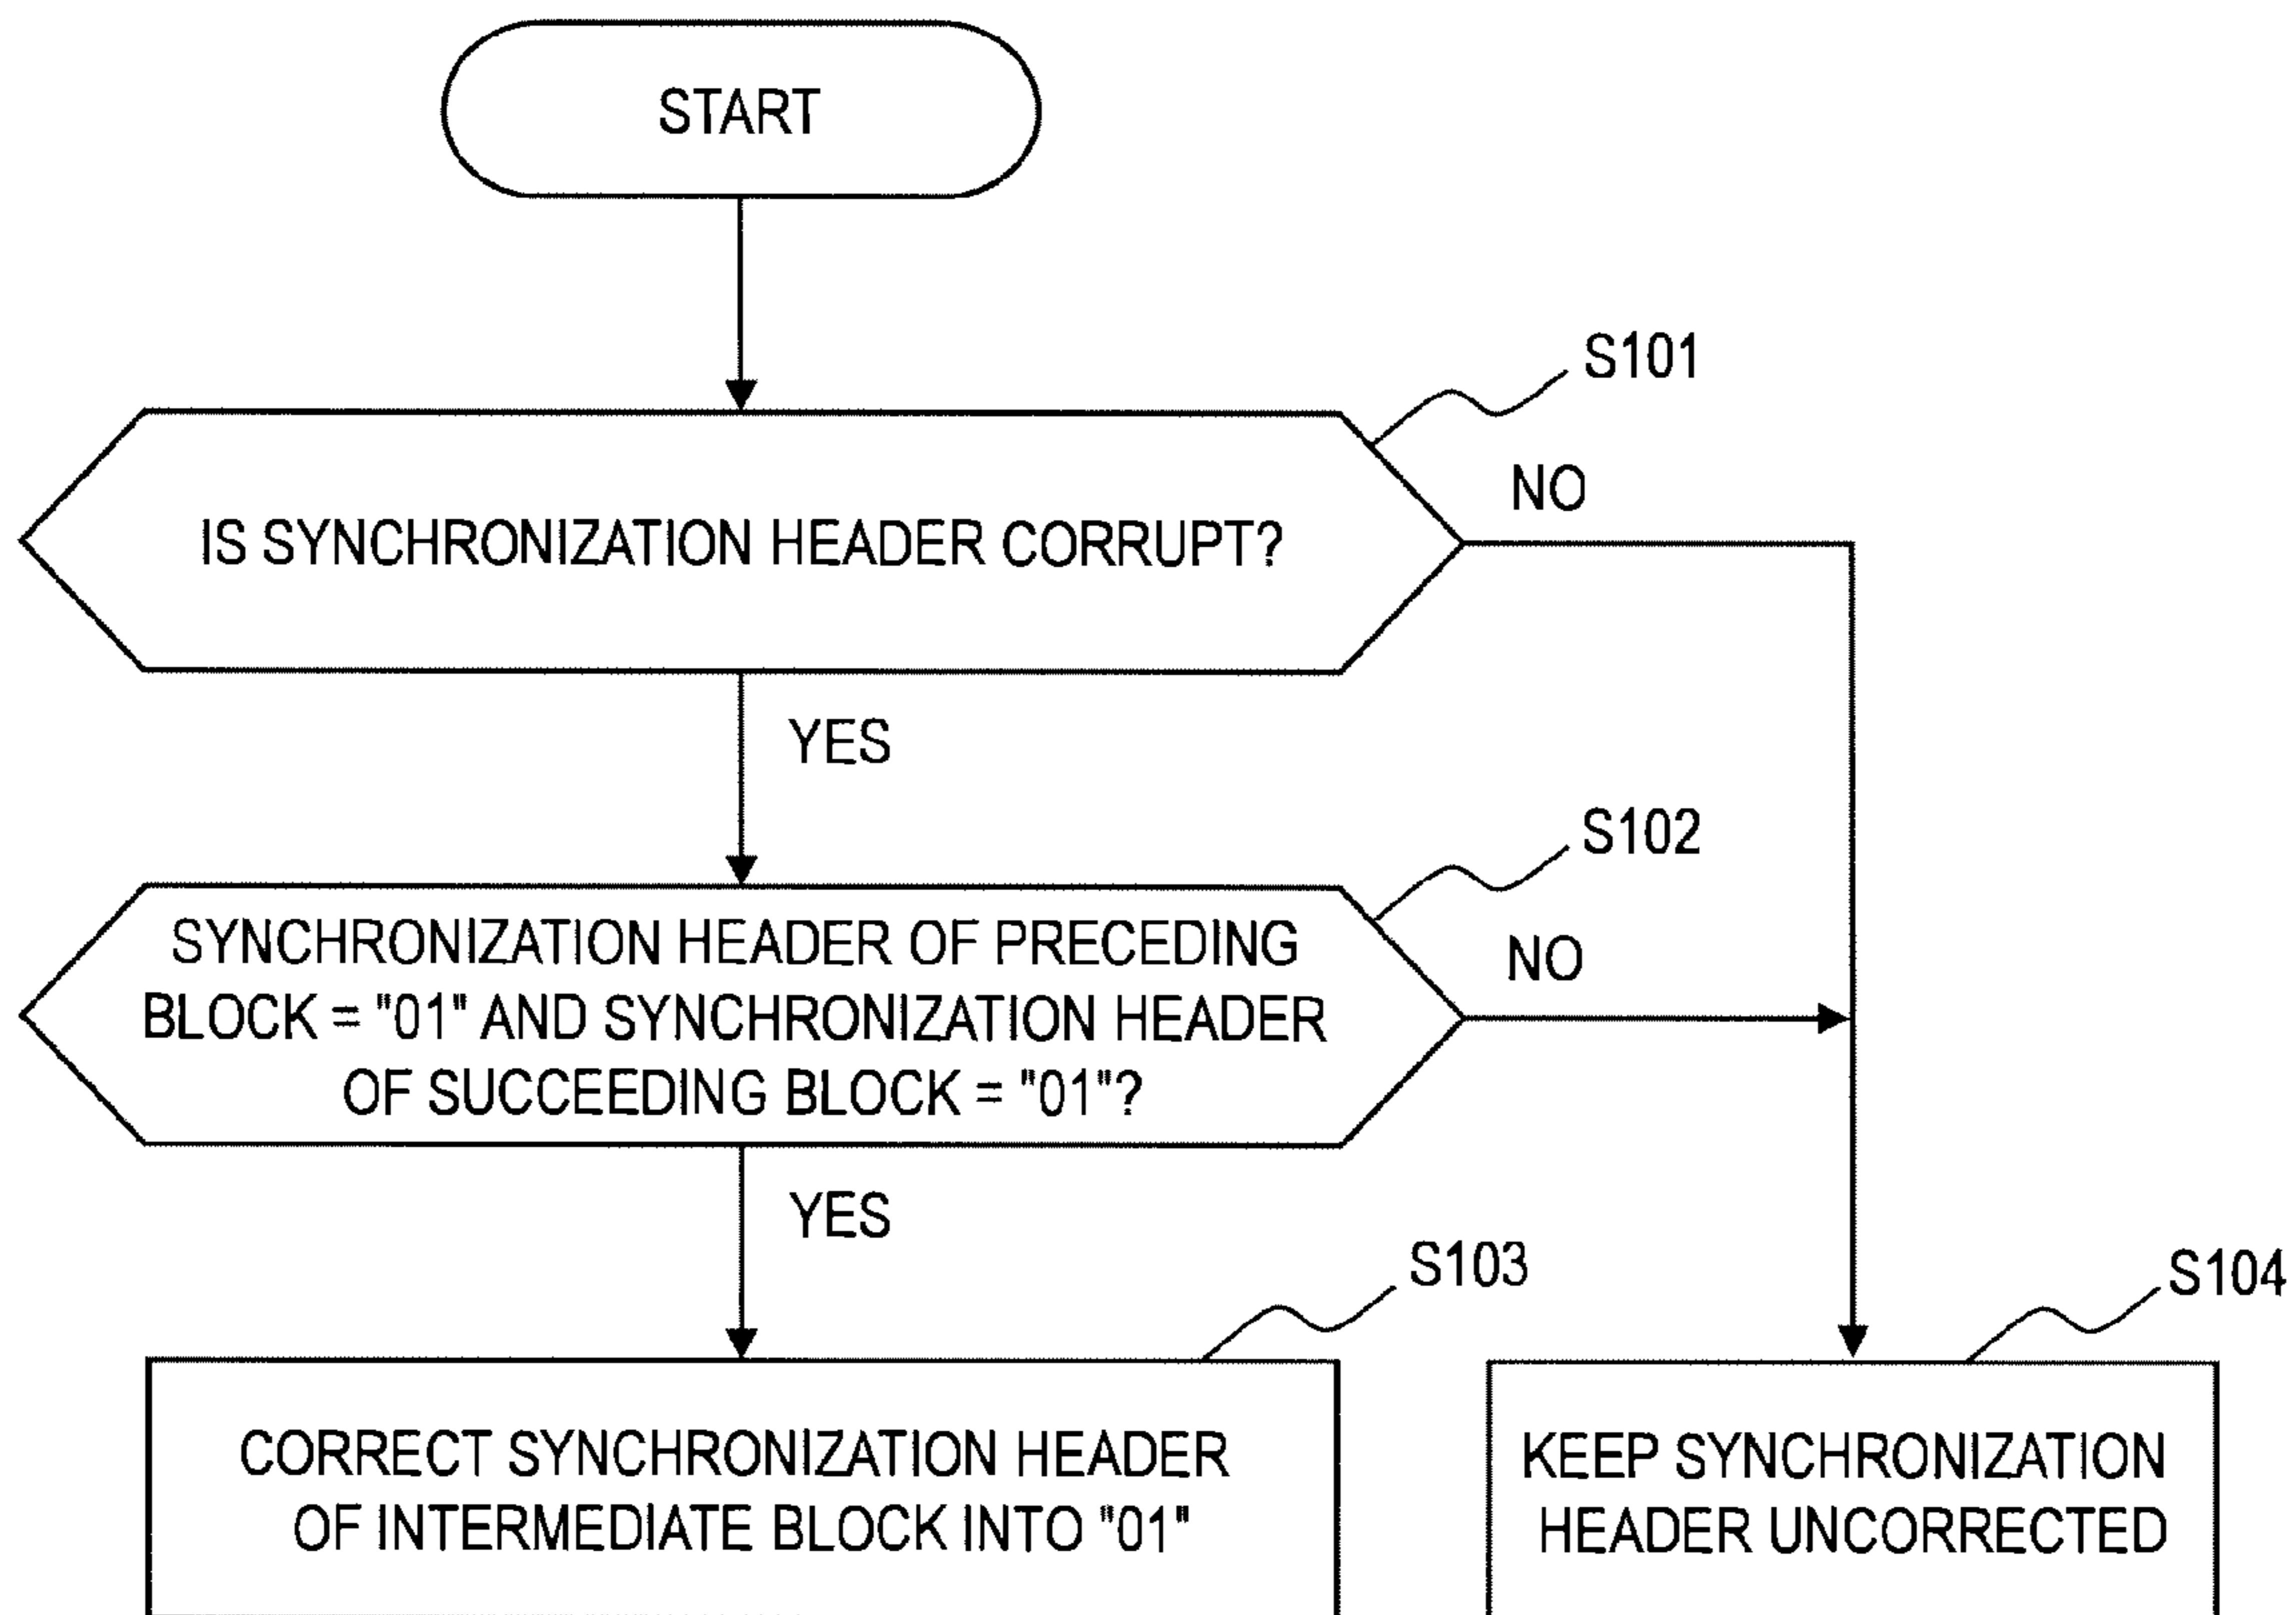 START
S101
NO
IS SYNCHRONIZATION HEADER CORRUPT?
YES
S102
SYNCHRONIZATION HEADER OF PRECEDING
NO
BLOCK = "01" AND SYNCHRONIZATION HEADER
OF SUCCEEDING BLOCK = "01"?
YES
S103
S104
CORRECT SYNCHRONIZATION HEADER
OF INTERMEDIATE BLOCK INTO "01"
KEEP SYNCHRONIZATION
HEADER UNCORRECTED